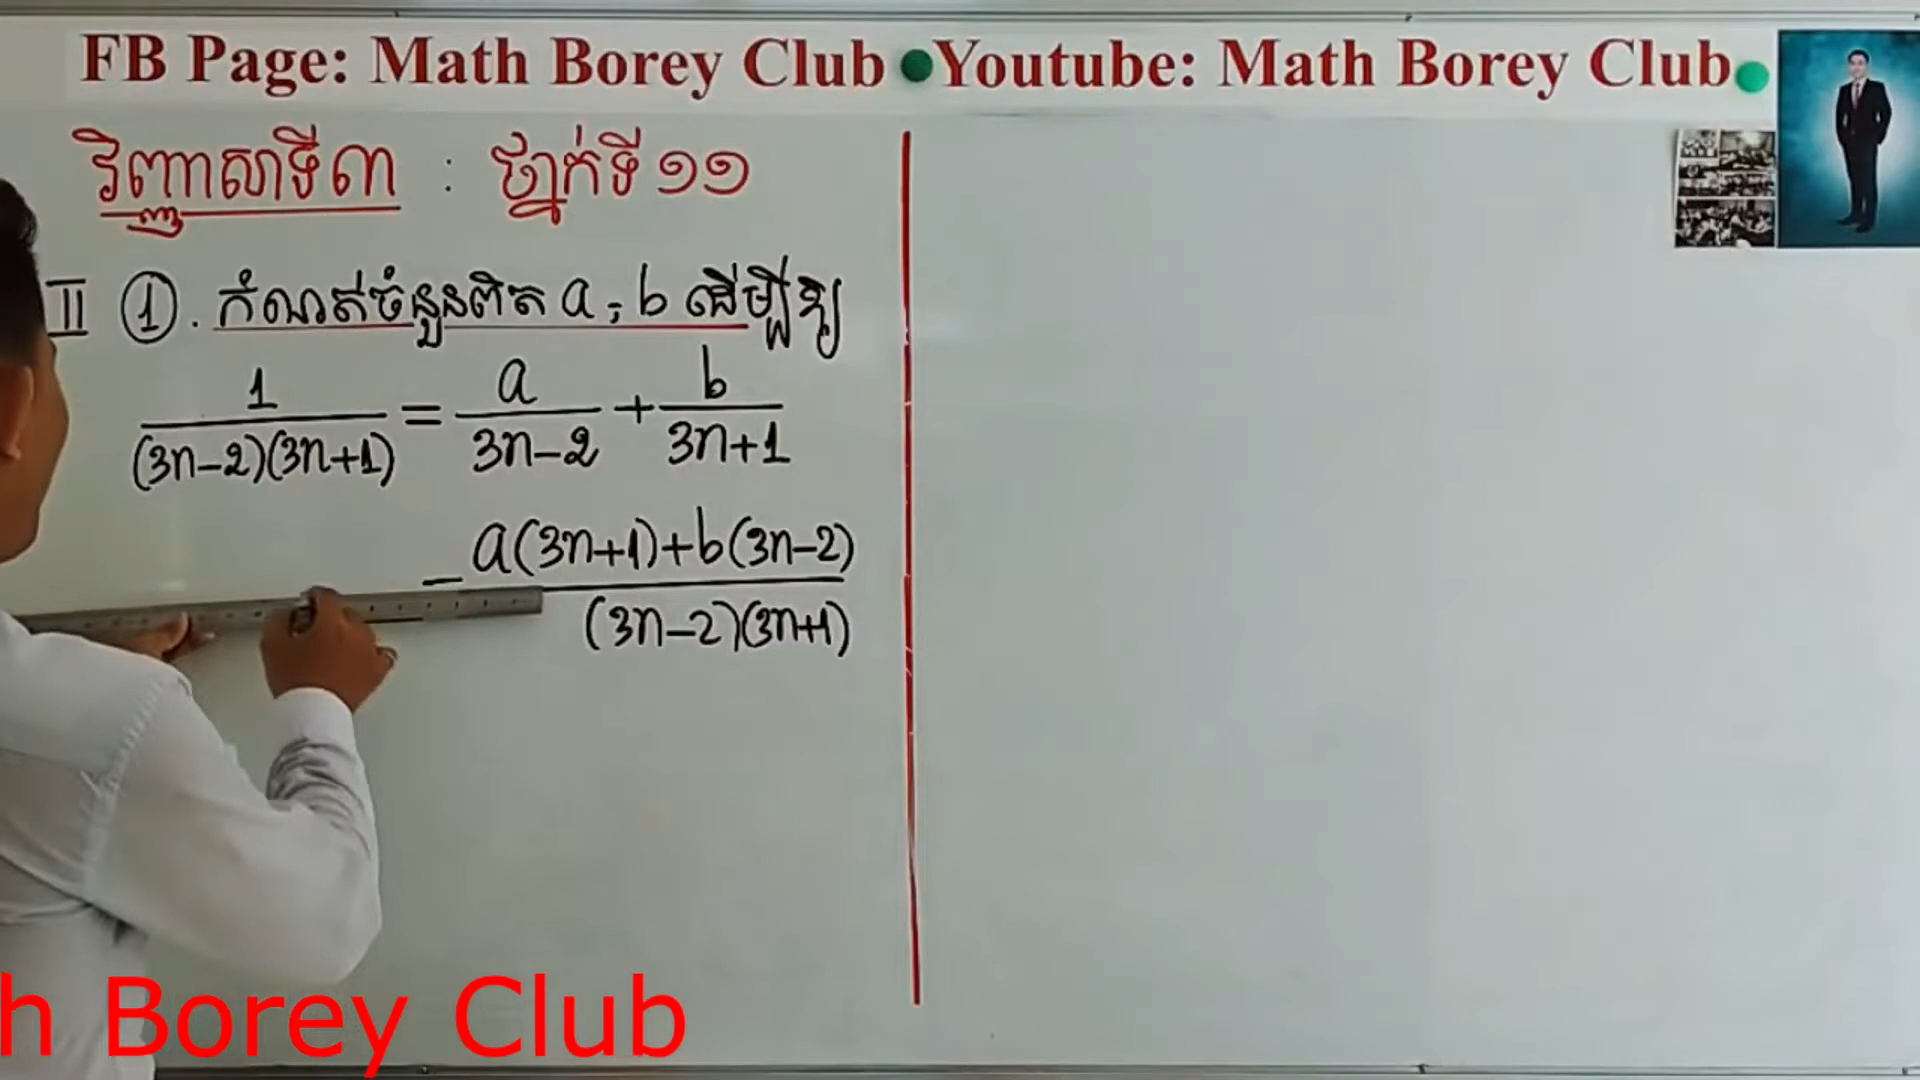 FB Page: Math Borey Club ●Youtube: Math Borey Club●
វិញ្ញាសាទី៣ : ថ្នាក់ទី ១១
II ①. កំណត់ចំនួនពិត a ; b ដើម្បីឱ្យ
1/((3n-2)(3n+1)) = a/(3n-2) + b/(3n+1)
= (a(3n+1)+b(3n-2))/((3n-2)(3n+1))
h Borey Club